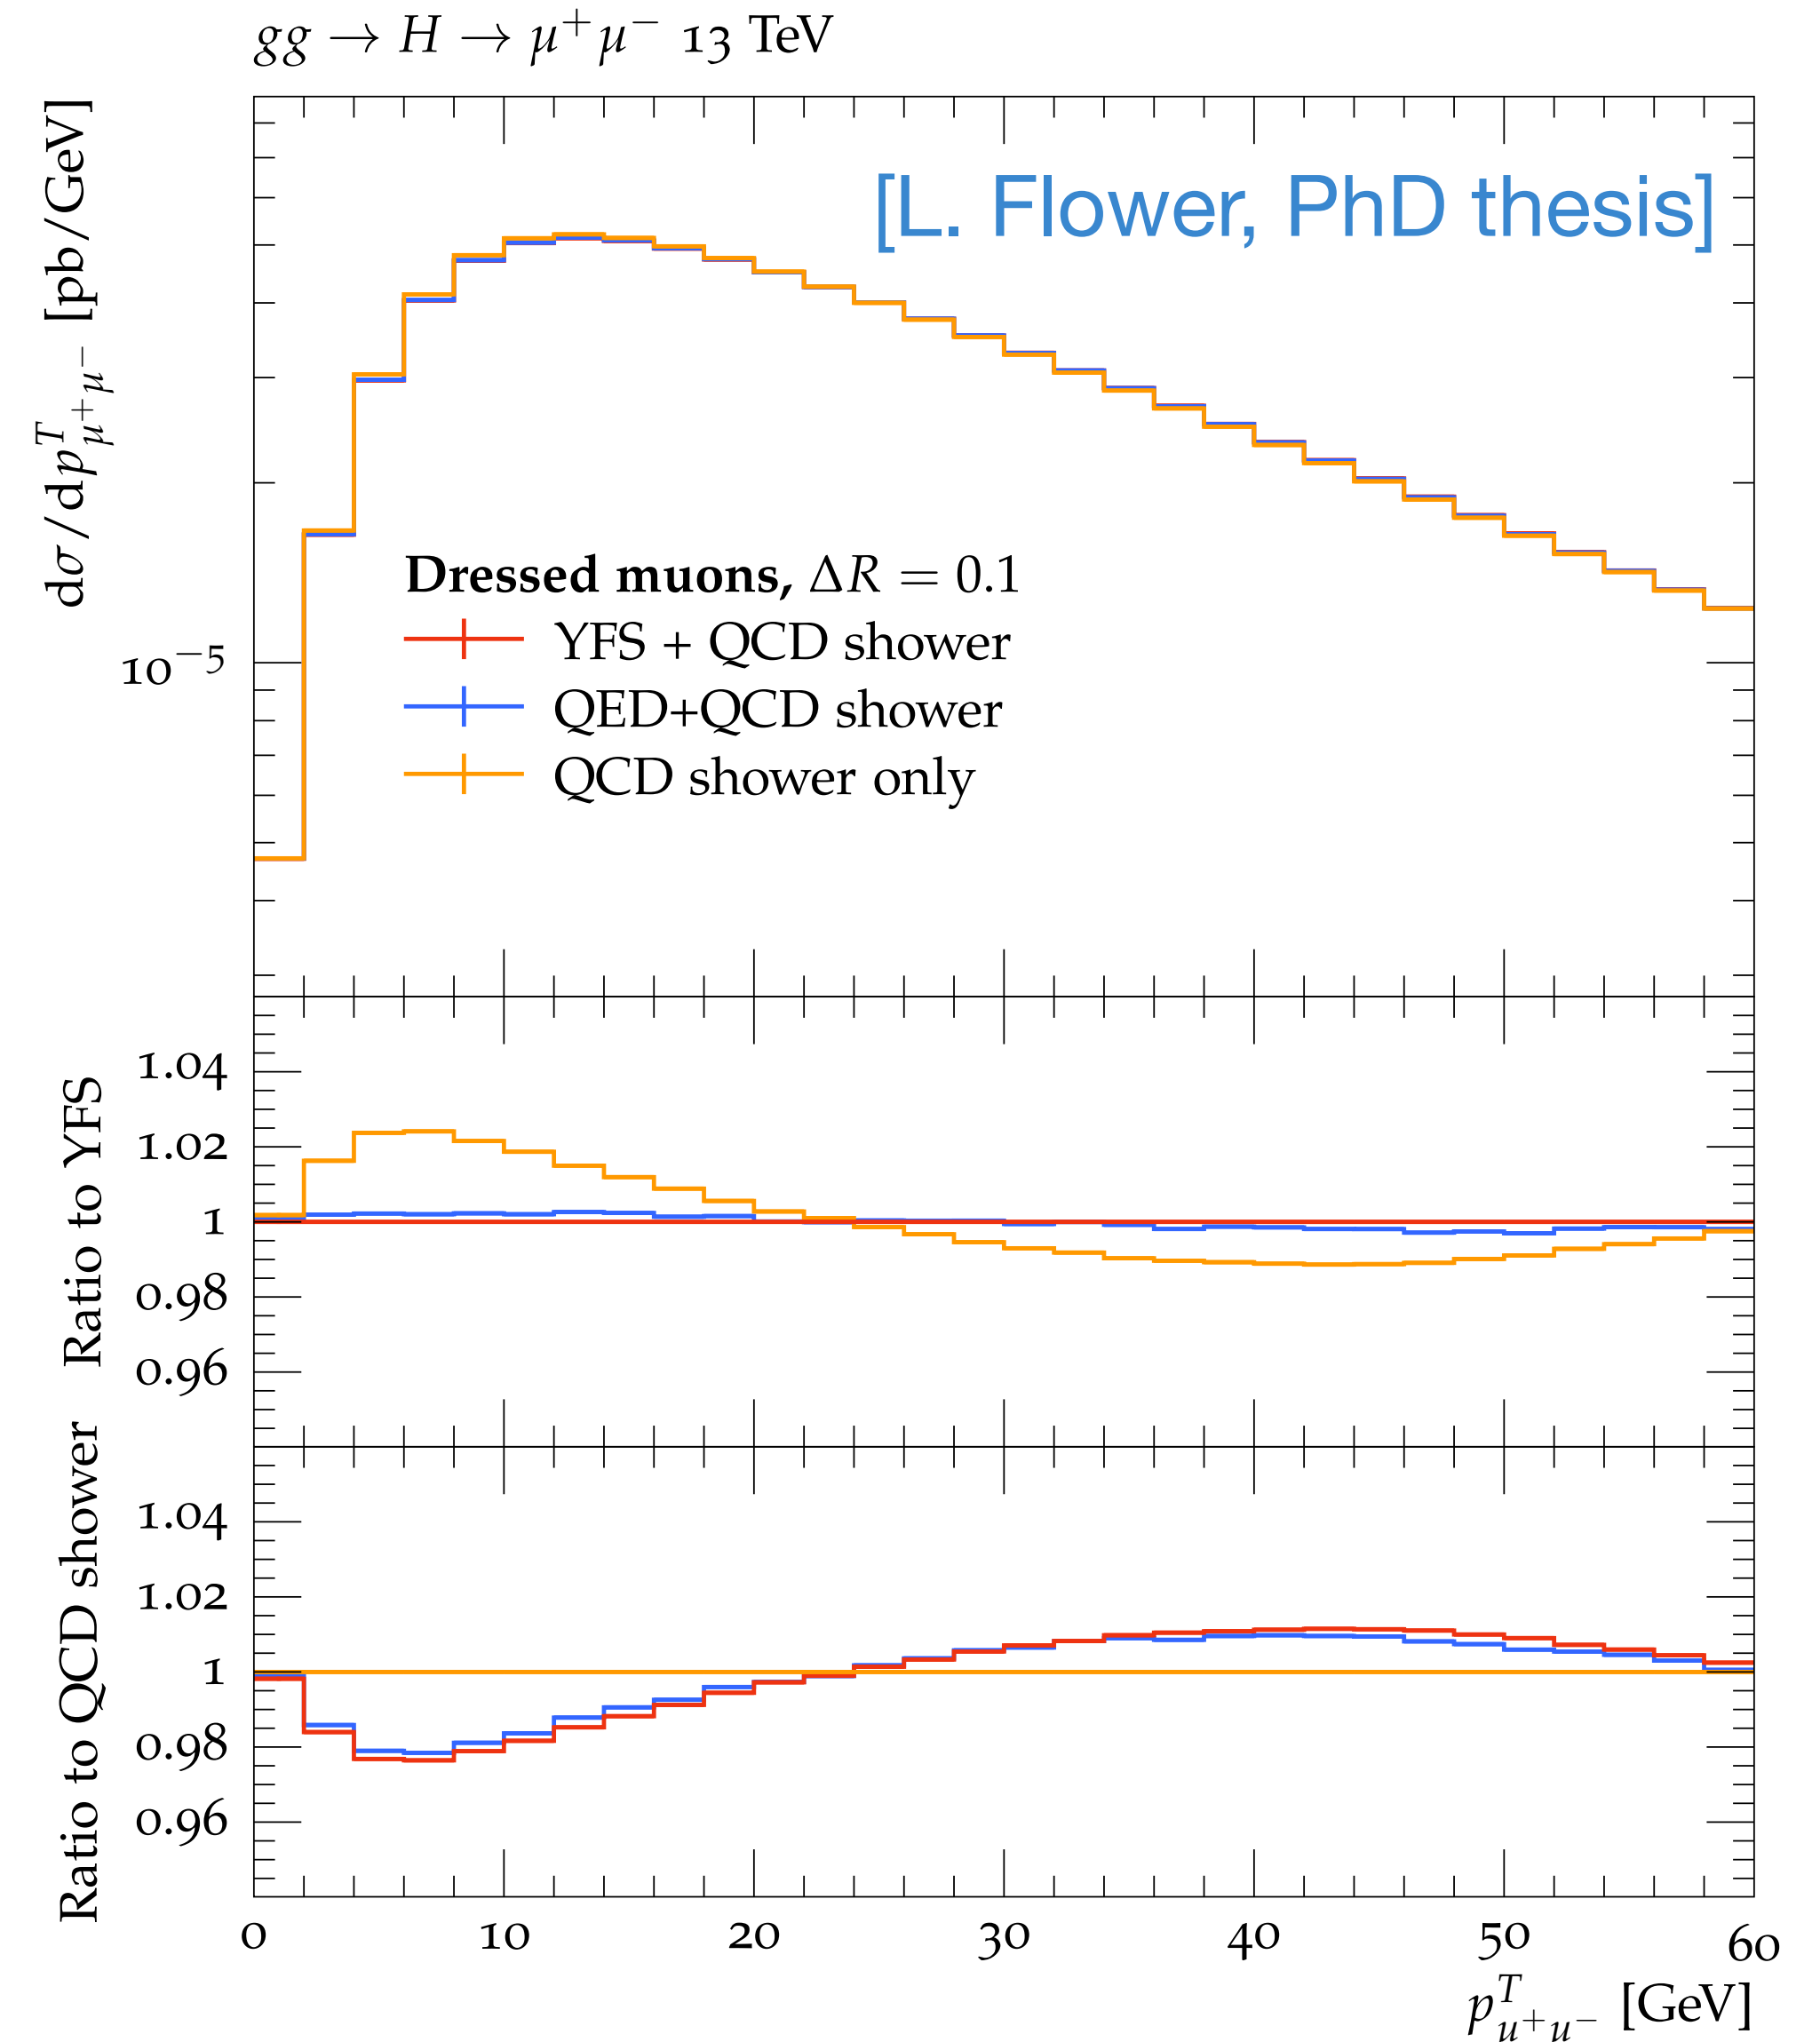 gg → H → μ⁺μ⁻ 13 TeV
[L. Flower, PhD thesis]
dσ/dp^T_{μ⁺μ⁻} [pb/GeV]
10⁻⁵
Dressed muons, ΔR = 0.1
YFS + QCD shower
QED+QCD shower
QCD shower only
Ratio to YFS
1.04
1.02
1
0.98
0.96
Ratio to QCD shower
1.04
1.02
1
0.98
0.96
0 10 20 30 40 50 60
p^T_{μ⁺μ⁻} [GeV]